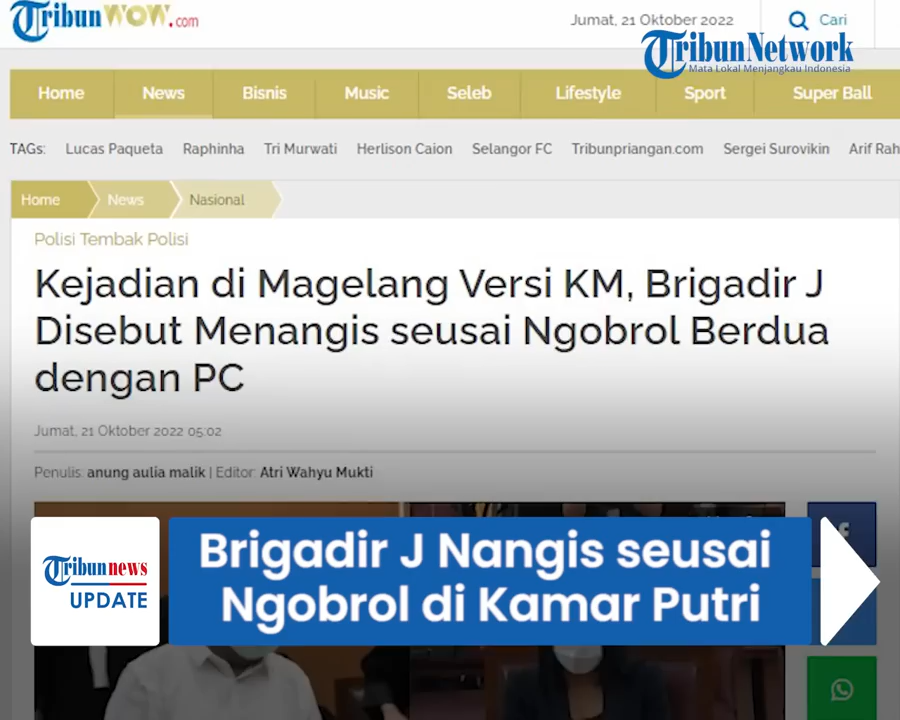 TribunWOW.com
Jumat, 21 Oktober 2022
Cari
TribunNetwork
Mata Lokal Menjangkau Indonesia
Home News Bisnis Music Seleb Lifestyle Sport Super Ball
TAGs: Lucas Paqueta Raphinha Tri Murwati Herlison Caion Selangor FC Tribunpriangan.com Sergei Surovikin Arif Rah
Home News Nasional
Polisi Tembak Polisi
Kejadian di Magelang Versi KM, Brigadir J
Disebut Menangis seusai Ngobrol Berdua
dengan PC
Jumat, 21 Oktober 2022 05:02
Penulis: anung aulia malik | Editor: Atri Wahyu Mukti
Tribunnews
UPDATE
Brigadir J Nangis seusai
Ngobrol di Kamar Putri